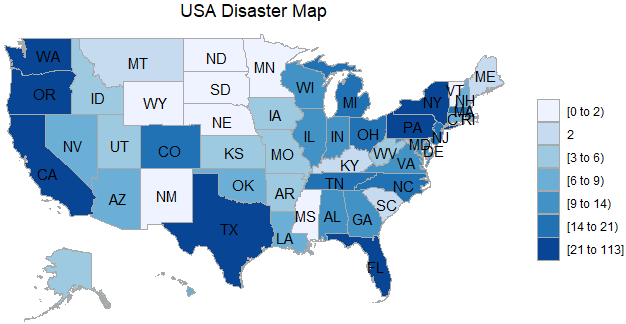 USA Disaster Map
WA
MT
ND
MN
ME
OR
ID
WY
SD
WI
MI
VT
NH
NY
MA
CT
RI
NV
UT
CO
NE
KS
IA
MO
IL
IN
OH
PA
NJ
MD
DE
WV
VA
KY
CA
AZ
NM
OK
AR
TN
NC
SC
TX
LA
MS
AL
GA
FL
[0 to 2)
2
[3 to 6)
[6 to 9)
[9 to 14)
[14 to 21)
[21 to 113]